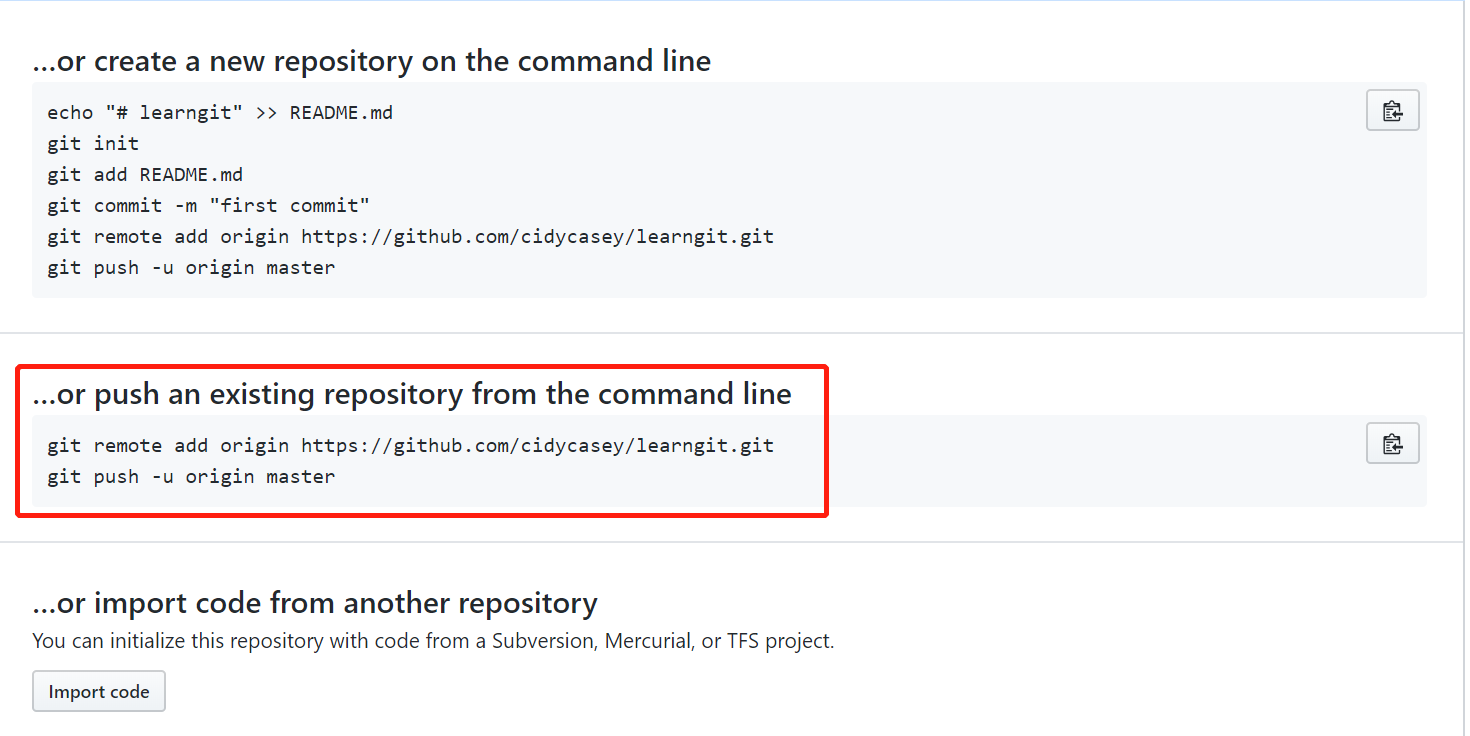 ...or create a new repository on the command line
echo "# learngit" >> README.md
git init
git add README.md
git commit -m "first commit"
git remote add origin https://github.com/cidycasey/learngit.git
git push -u origin master
...or push an existing repository from the command line
git remote add origin https://github.com/cidycasey/learngit.git
git push -u origin master
...or import code from another repository
You can initialize this repository with code from a Subversion, Mercurial, or TFS project.
Import code